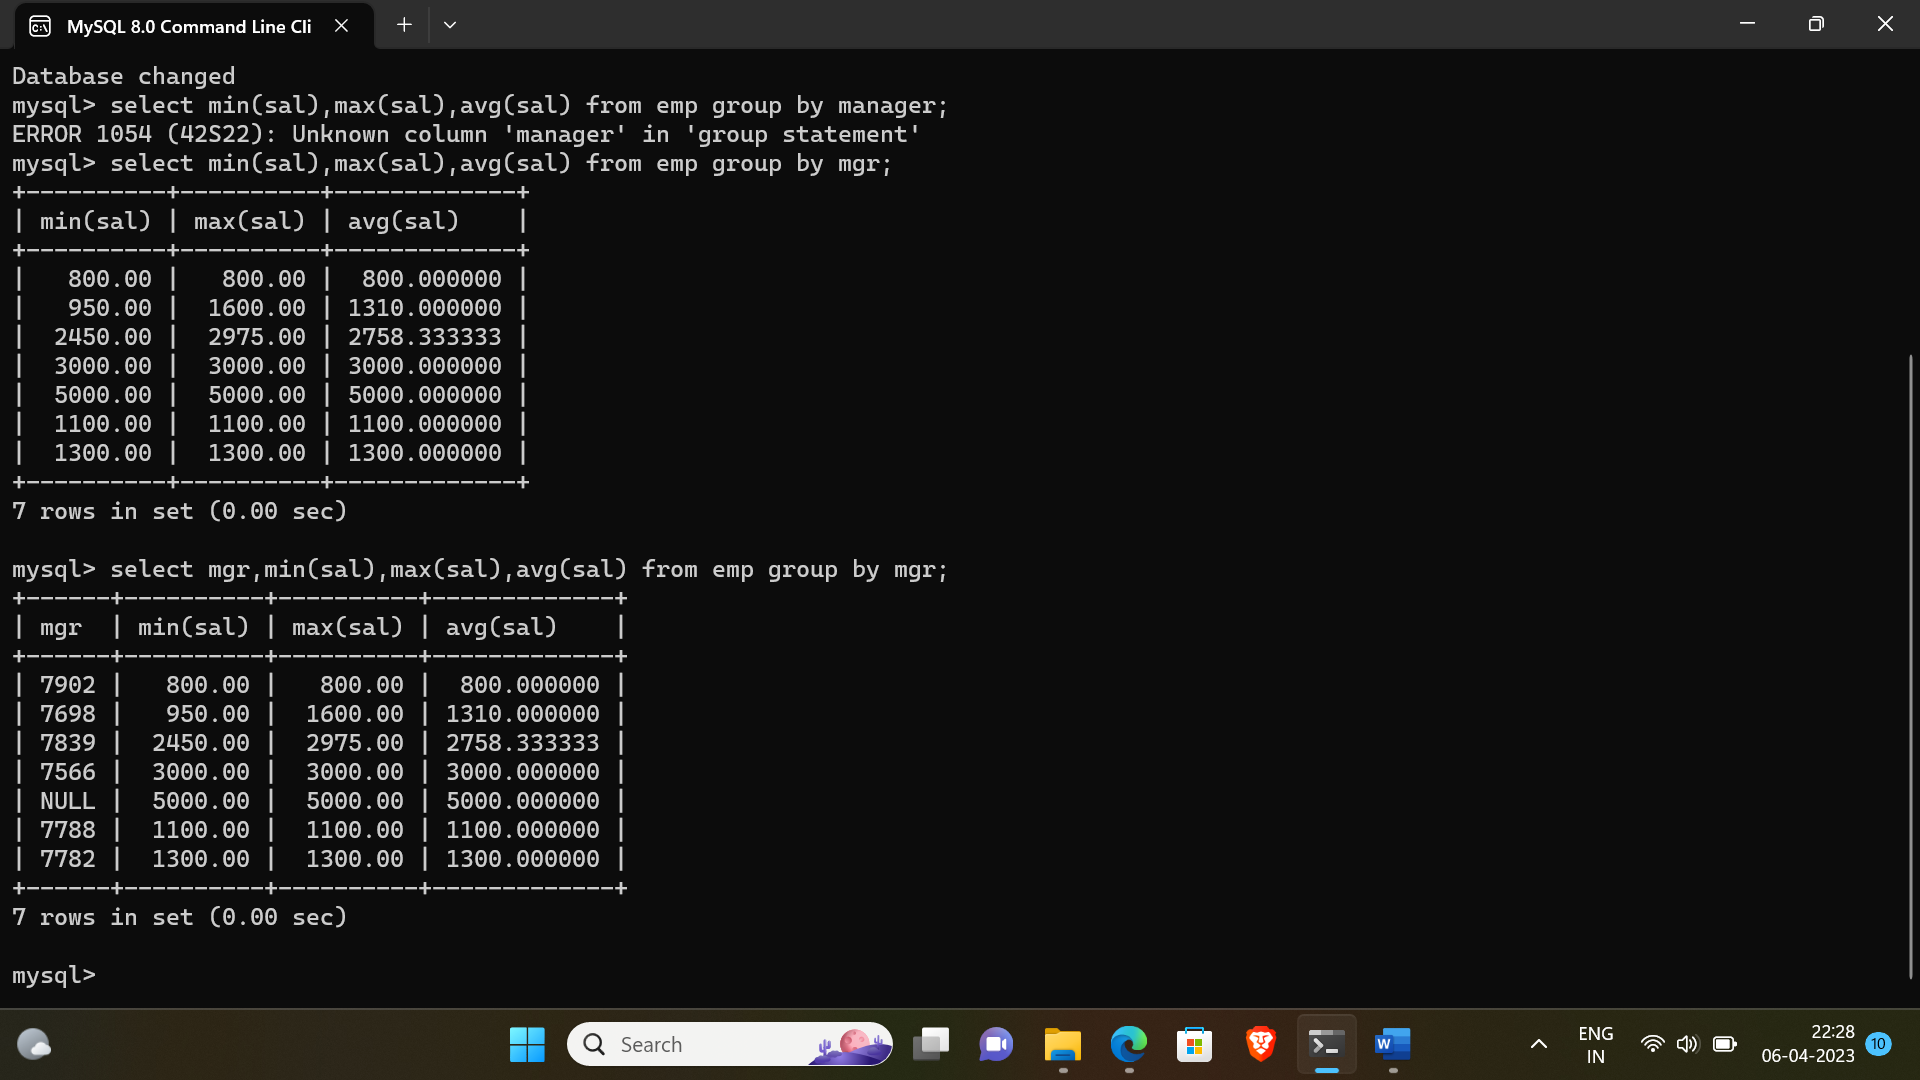 MySQL 8.0 Command Line Cli
Database changed
mysql> select min(sal),max(sal),avg(sal) from emp group by manager;
ERROR 1054 (42S22): Unknown column 'manager' in 'group statement'
mysql> select min(sal),max(sal),avg(sal) from emp group by mgr;
+----------+----------+-------------+
| min(sal) | max(sal) | avg(sal)    |
+----------+----------+-------------+
|   800.00 |   800.00 |  800.000000 |
|   950.00 |  1600.00 | 1310.000000 |
|  2450.00 |  2975.00 | 2758.333333 |
|  3000.00 |  3000.00 | 3000.000000 |
|  5000.00 |  5000.00 | 5000.000000 |
|  1100.00 |  1100.00 | 1100.000000 |
|  1300.00 |  1300.00 | 1300.000000 |
+----------+----------+-------------+
7 rows in set (0.00 sec)
mysql> select mgr,min(sal),max(sal),avg(sal) from emp group by mgr;
+------+----------+----------+-------------+
| mgr  | min(sal) | max(sal) | avg(sal)    |
+------+----------+----------+-------------+
| 7902 |   800.00 |   800.00 |  800.000000 |
| 7698 |   950.00 |  1600.00 | 1310.000000 |
| 7839 |  2450.00 |  2975.00 | 2758.333333 |
| 7566 |  3000.00 |  3000.00 | 3000.000000 |
| NULL |  5000.00 |  5000.00 | 5000.000000 |
| 7788 |  1100.00 |  1100.00 | 1100.000000 |
| 7782 |  1300.00 |  1300.00 | 1300.000000 |
+------+----------+----------+-------------+
7 rows in set (0.00 sec)
mysql>
Search
ENG
IN
22:28
06-04-2023
10